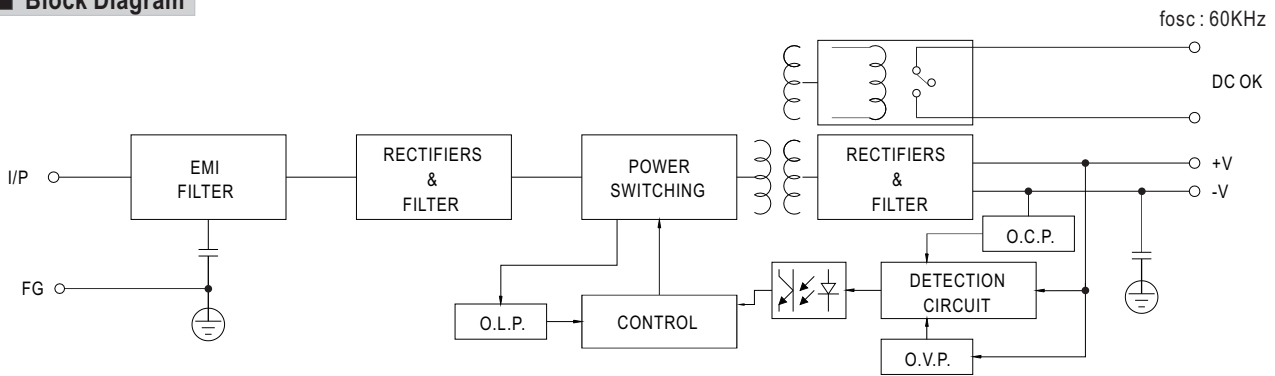 ■ Block Diagram
fosc : 60KHz
DC OK
I/P
EMI
FILTER
RECTIFIERS
&
FILTER
POWER
SWITCHING
RECTIFIERS
&
FILTER
+V
-V
O.C.P.
FG
O.L.P.
CONTROL
DETECTION
CIRCUIT
O.V.P.